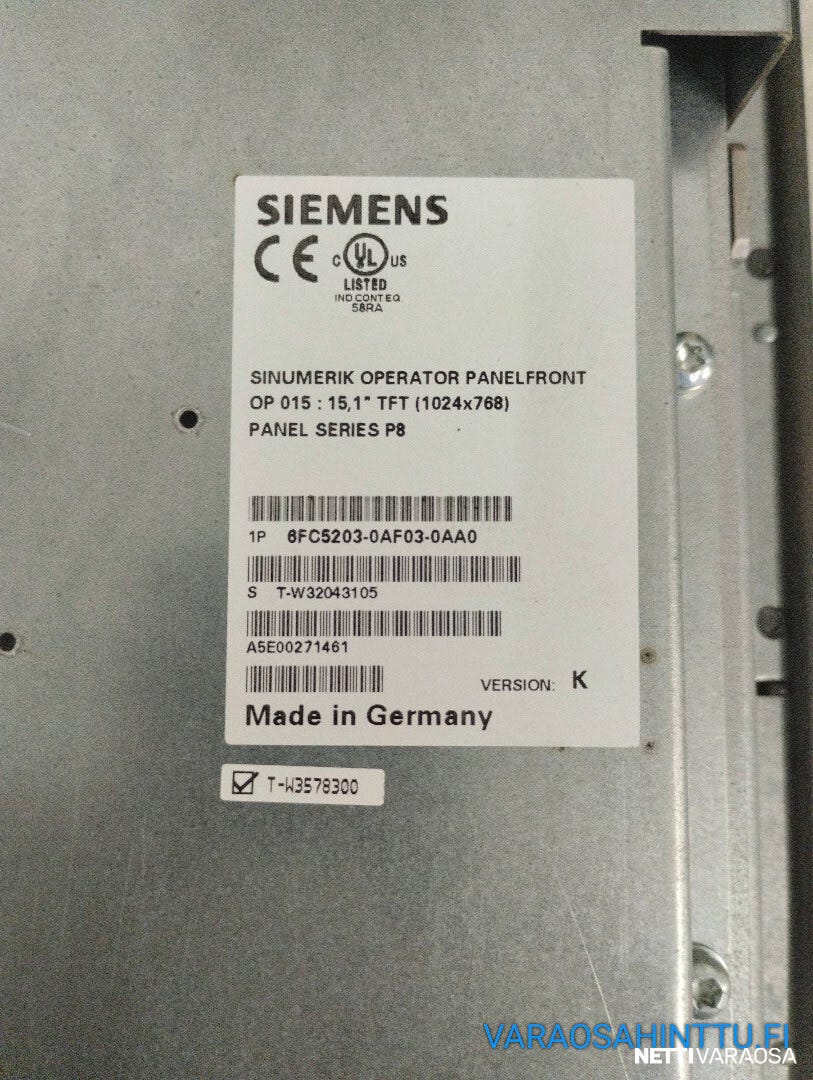 SIEMENS
CE C UL US
LISTED
IND CONT EQ
58RA
SINUMERIK OPERATOR PANELFRONT
OP 015 : 15,1" TFT (1024x768)
PANEL SERIES P8
1P 6FC5203-0AF03-0AA0
S T-W32043105
A5E00271461
VERSION: K
Made in Germany
T-W3578300
VARAOSAHINTTU.FI
NETTIVARAOSA